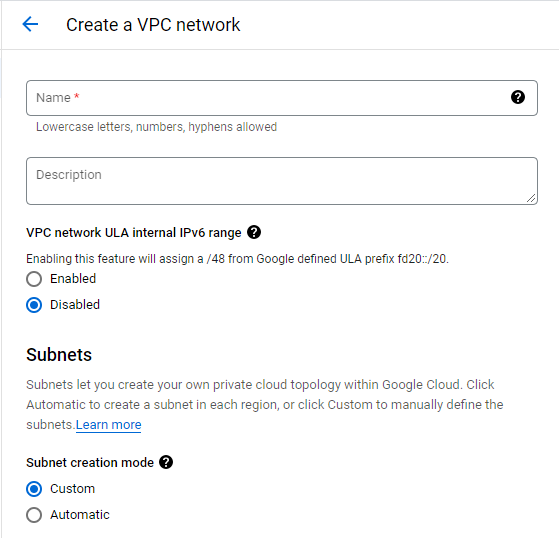 Create a VPC network
Name *
Lowercase letters, numbers, hyphens allowed
Description
VPC network ULA internal IPv6 range
Enabling this feature will assign a /48 from Google defined ULA prefix fd20::/20.
Enabled
Disabled
Subnets
Subnets let you create your own private cloud topology within Google Cloud. Click
Automatic to create a subnet in each region, or click Custom to manually define the
subnets.Learn more
Subnet creation mode
Custom
Automatic